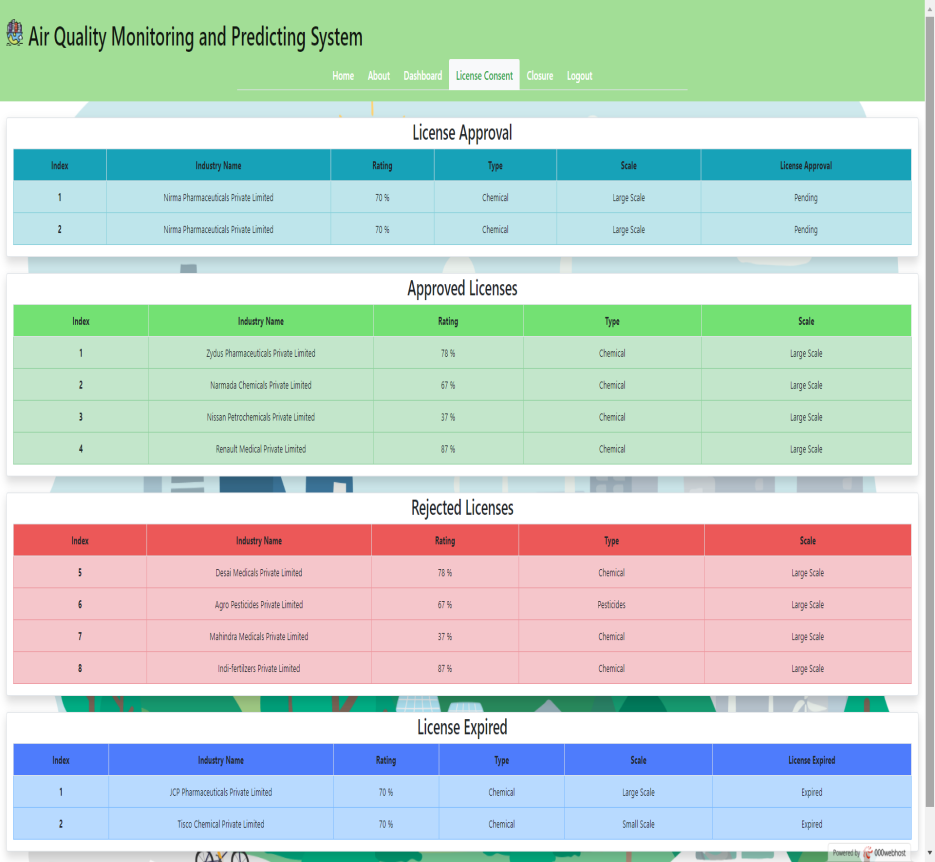 Air Quality Monitoring and Predicting System
Home About Dashboard License Consent Closure Logout
License Approval
Index Industry Name Rating Type Scale License Approval
1 Nirma Pharmaceuticals Private Limited 70 % Chemical Large Scale Pending
2 Nirma Pharmaceuticals Private Limited 70 % Chemical Large Scale Pending
Approved Licenses
Index Industry Name Rating Type Scale
1 Zydus Pharmaceuticals Private Limited 78 % Chemical Large Scale
2 Narmada Chemicals Private Limited 67 % Chemical Large Scale
3 Nissan Petrochemicals Private Limited 37 % Chemical Large Scale
4 Renault Medical Private Limited 87 % Chemical Large Scale
Rejected Licenses
Index Industry Name Rating Type Scale
5 Desai Medicals Private Limited 78 % Chemical Large Scale
6 Agro Pesticides Private Limited 67 % Pesticides Large Scale
7 Mahindra Medicals Private Limited 37 % Chemical Large Scale
8 Indi-fertilzers Private Limited 87 % Chemical Large Scale
License Expired
Index Industry Name Rating Type Scale License Expired
1 JCP Pharmaceuticals Private Limited 70 % Chemical Large Scale Expired
2 Tisco Chemical Private Limited 70 % Chemical Small Scale Expired
Powered by 000webhost